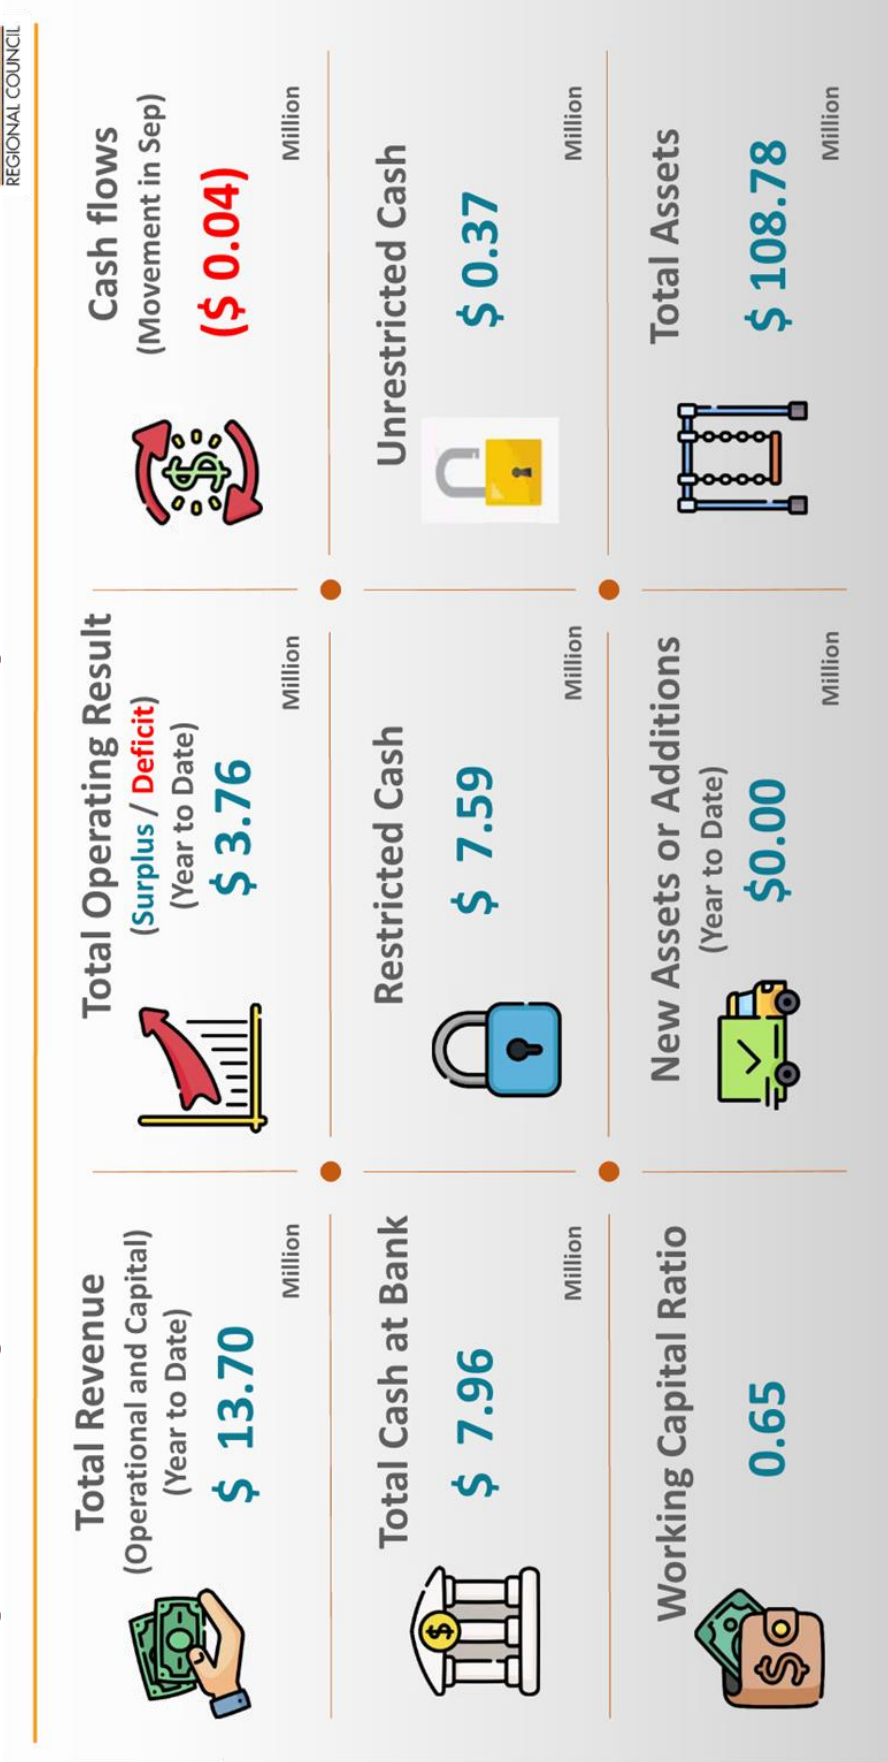 REGIONAL COUNCIL
Total Revenue
(Operational and Capital)
(Year to Date)
$ 13.70
Million
Total Operating Result
(Surplus / Deficit)
(Year to Date)
$ 3.76
Million
Cash flows
(Movement in Sep)
($ 0.04)
Million
Total Cash at Bank
$ 7.96
Million
Restricted Cash
$ 7.59
Million
Unrestricted Cash
$ 0.37
Million
Working Capital Ratio
0.65
New Assets or Additions
(Year to Date)
$0.00
Million
Total Assets
$ 108.78
Million